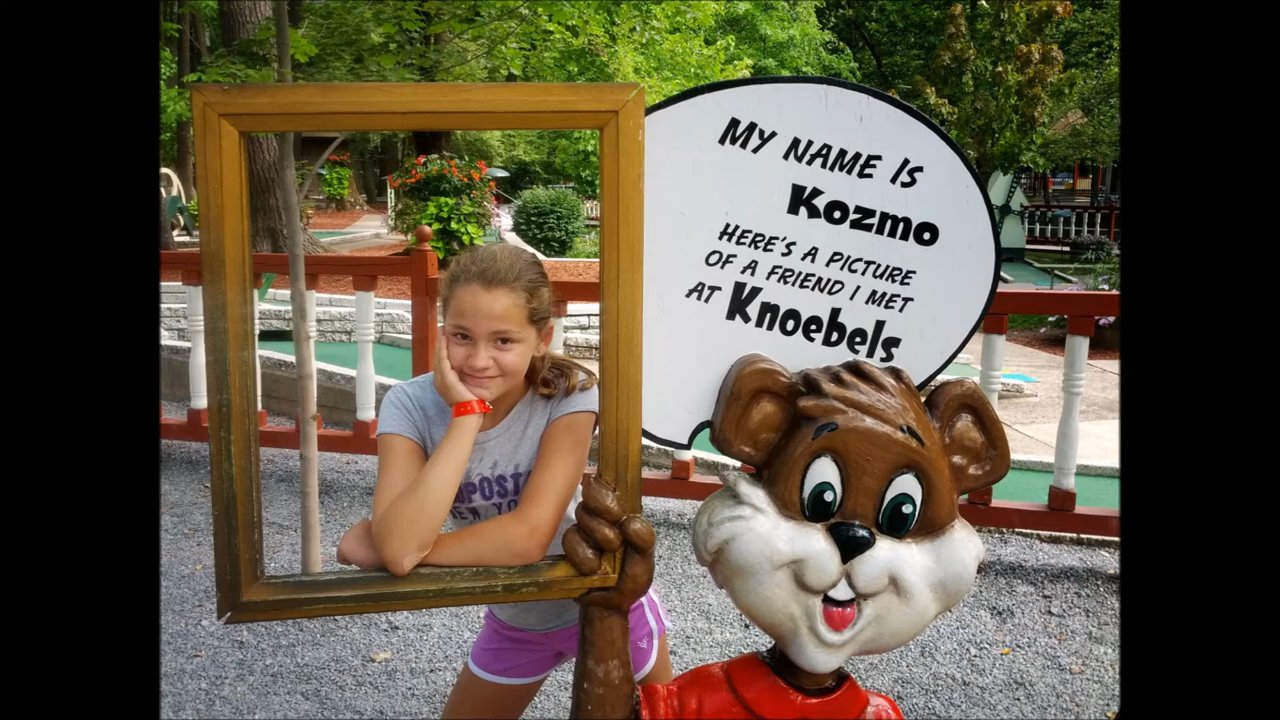 MY NAME IS
Kozmo
HERE'S A PICTURE
OF A FRIEND I MET
AT Knoebels